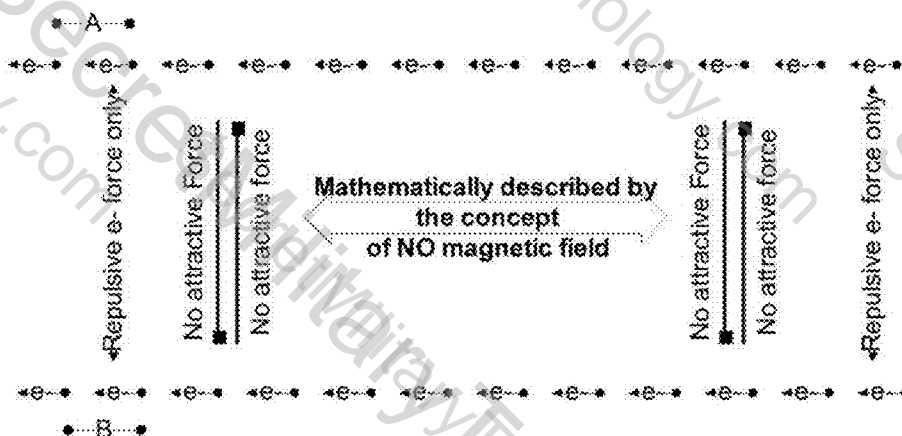 A
e e e e e e e e e e e e
Repulsive e- force only
No attractive Force
No attractive force
Mathematically described by
the concept
of NO magnetic field
No attractive Force
No attractive force
Repulsive e- force only
e e e e e e e e e e e e
B